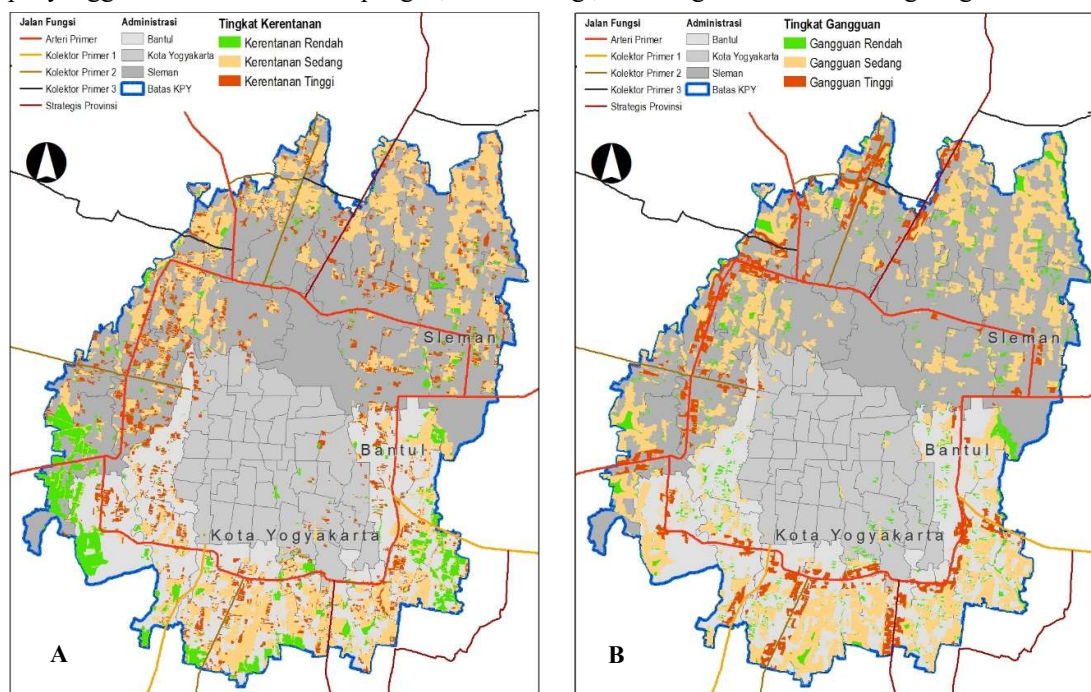 Jalan Fungsi
Arteri Primer
Kolektor Primer 1
Kolektor Primer 2
Kolektor Primer 3
Strategis Provinsi
Administrasi
Bantul
Kota Yogyakarta
Sleman
Batas KPY
Tingkat Kerentanan
Kerentanan Rendah
Kerentanan Sedang
Kerentanan Tinggi
Sleman
Bantul
Kota Yogyakarta
A
Jalan Fungsi
Arteri Primer
Kolektor Primer 1
Kolektor Primer 2
Kolektor Primer 3
Strategis Provinsi
Administrasi
Bantul
Kota Yogyakarta
Sleman
Batas KPY
Tingkat Gangguan
Gangguan Rendah
Gangguan Sedang
Gangguan Tinggi
Sleman
Bantul
Kota Yogyakarta
B